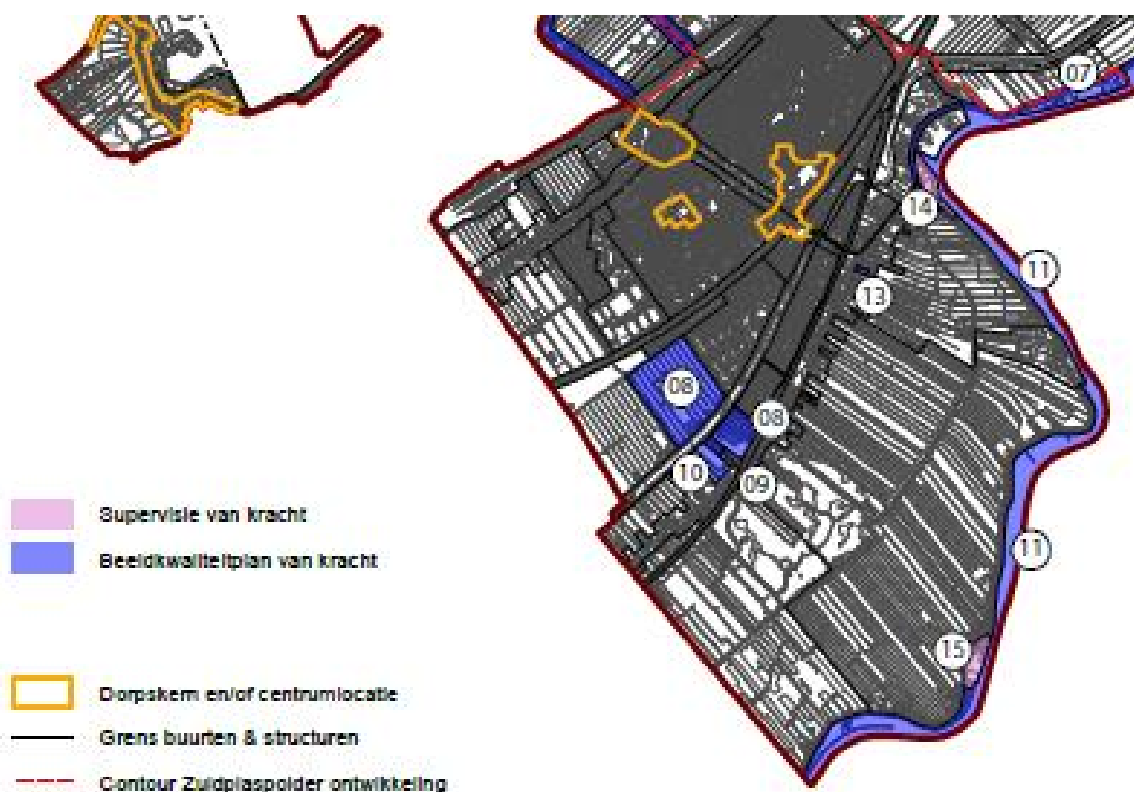 07
14
11
13
08
08
10
09
11
15
Supervisie van kracht
Beeldkwaliteitplan van kracht
Dorpskern en/of centrumlocatie
Grens buurten & structuren
Contour Zuidplaspolder ontwikkeling